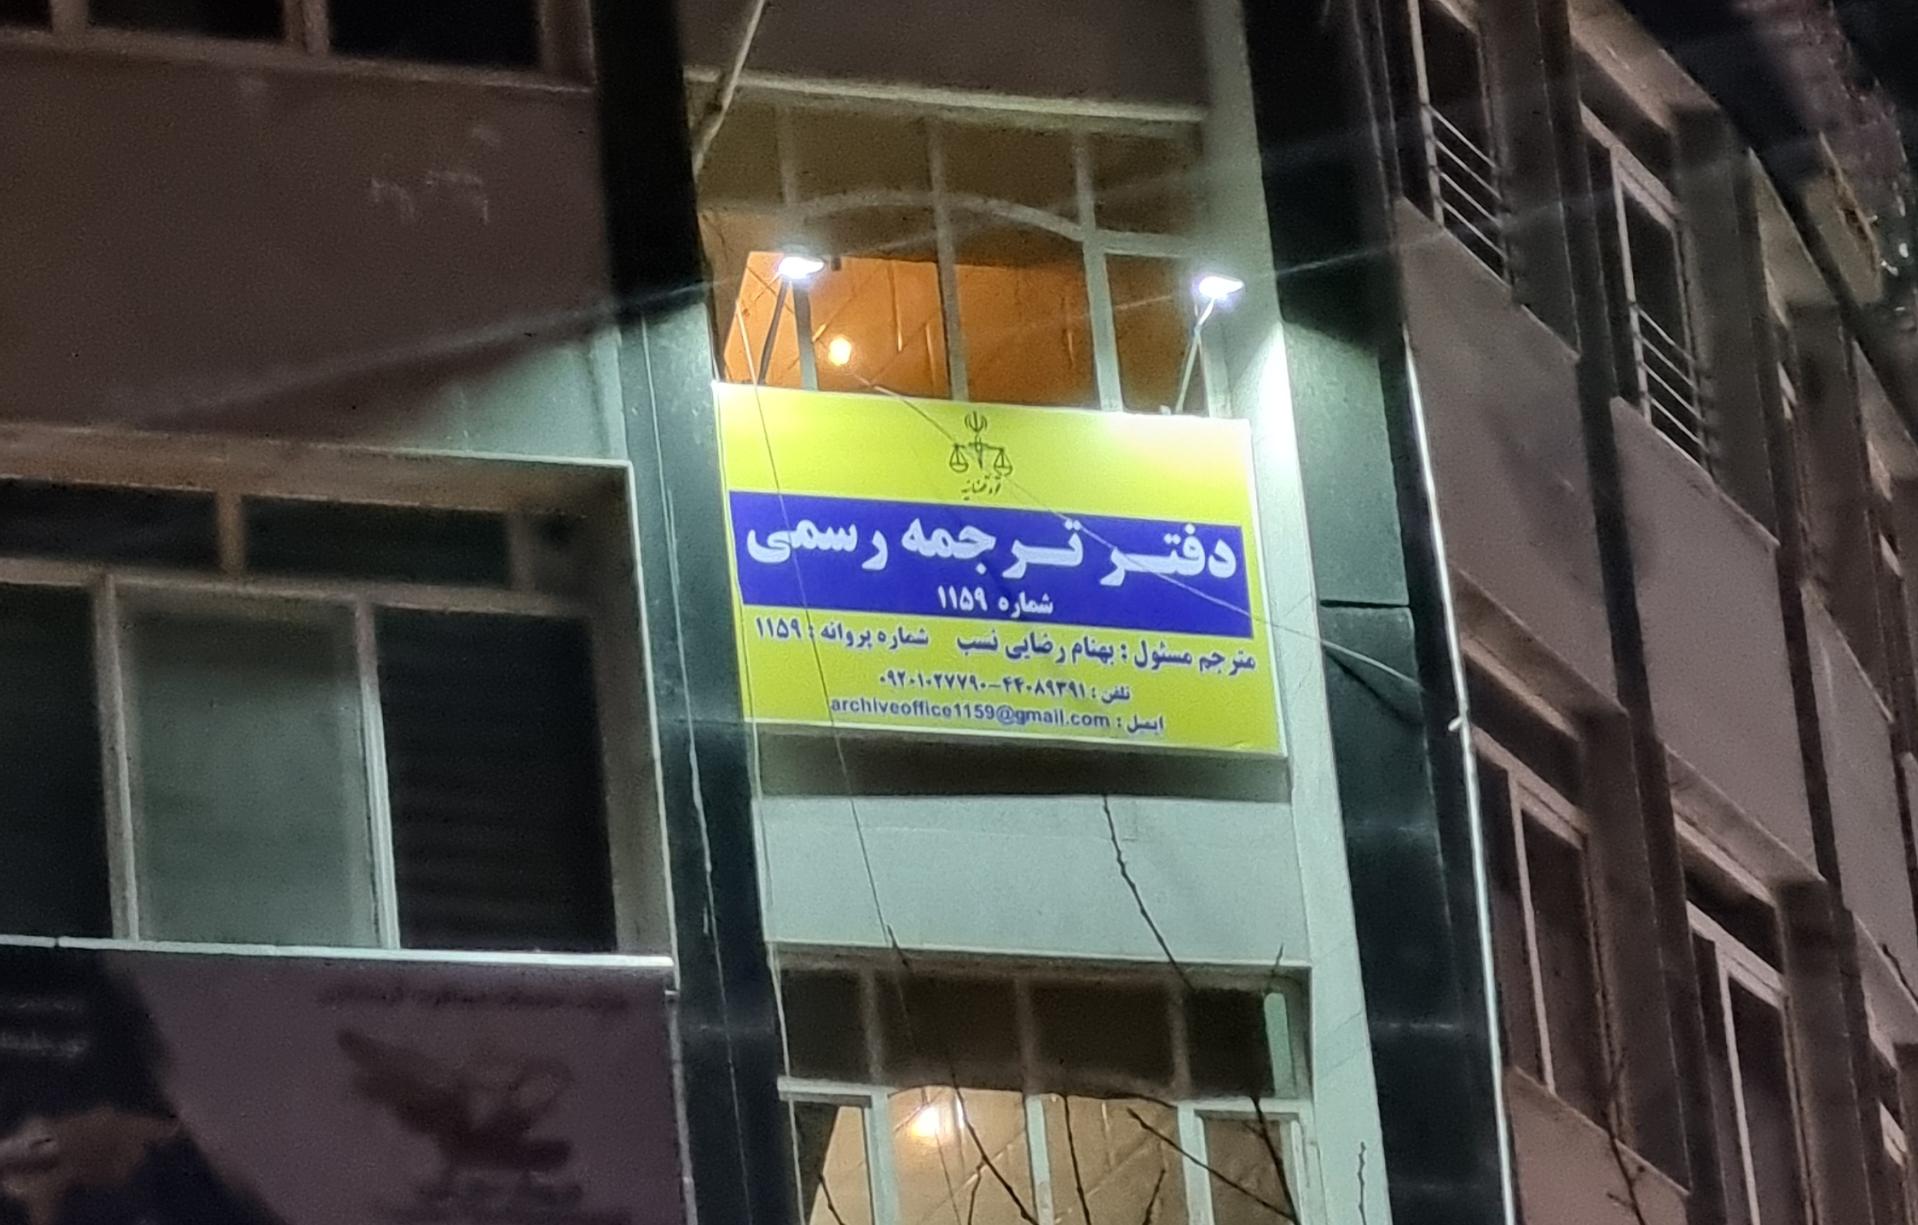 قوه قضائیه
دفتر ترجمه رسمی
شماره ۱۱۵۹
مترجم مسئول : بهنام رضایی نسب شماره پروانه : ۱۱۵۹
تلفن : ۴۴۰۸۹۳۹۱-۰۹۲۰۱۰۲۷۷۹۰
ایمیل : archiveoffice1159@gmail.com